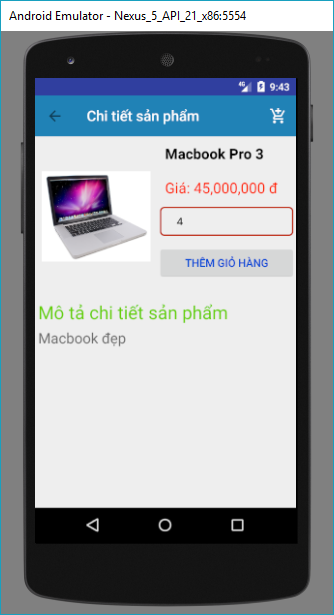 Android Emulator - Nexus_5_API_21_x86:5554
4G 9:43
Chi tiết sản phẩm
Macbook Pro 3
Giá: 45,000,000 đ
4
THÊM GIỎ HÀNG
Mô tả chi tiết sản phẩm
Macbook đẹp